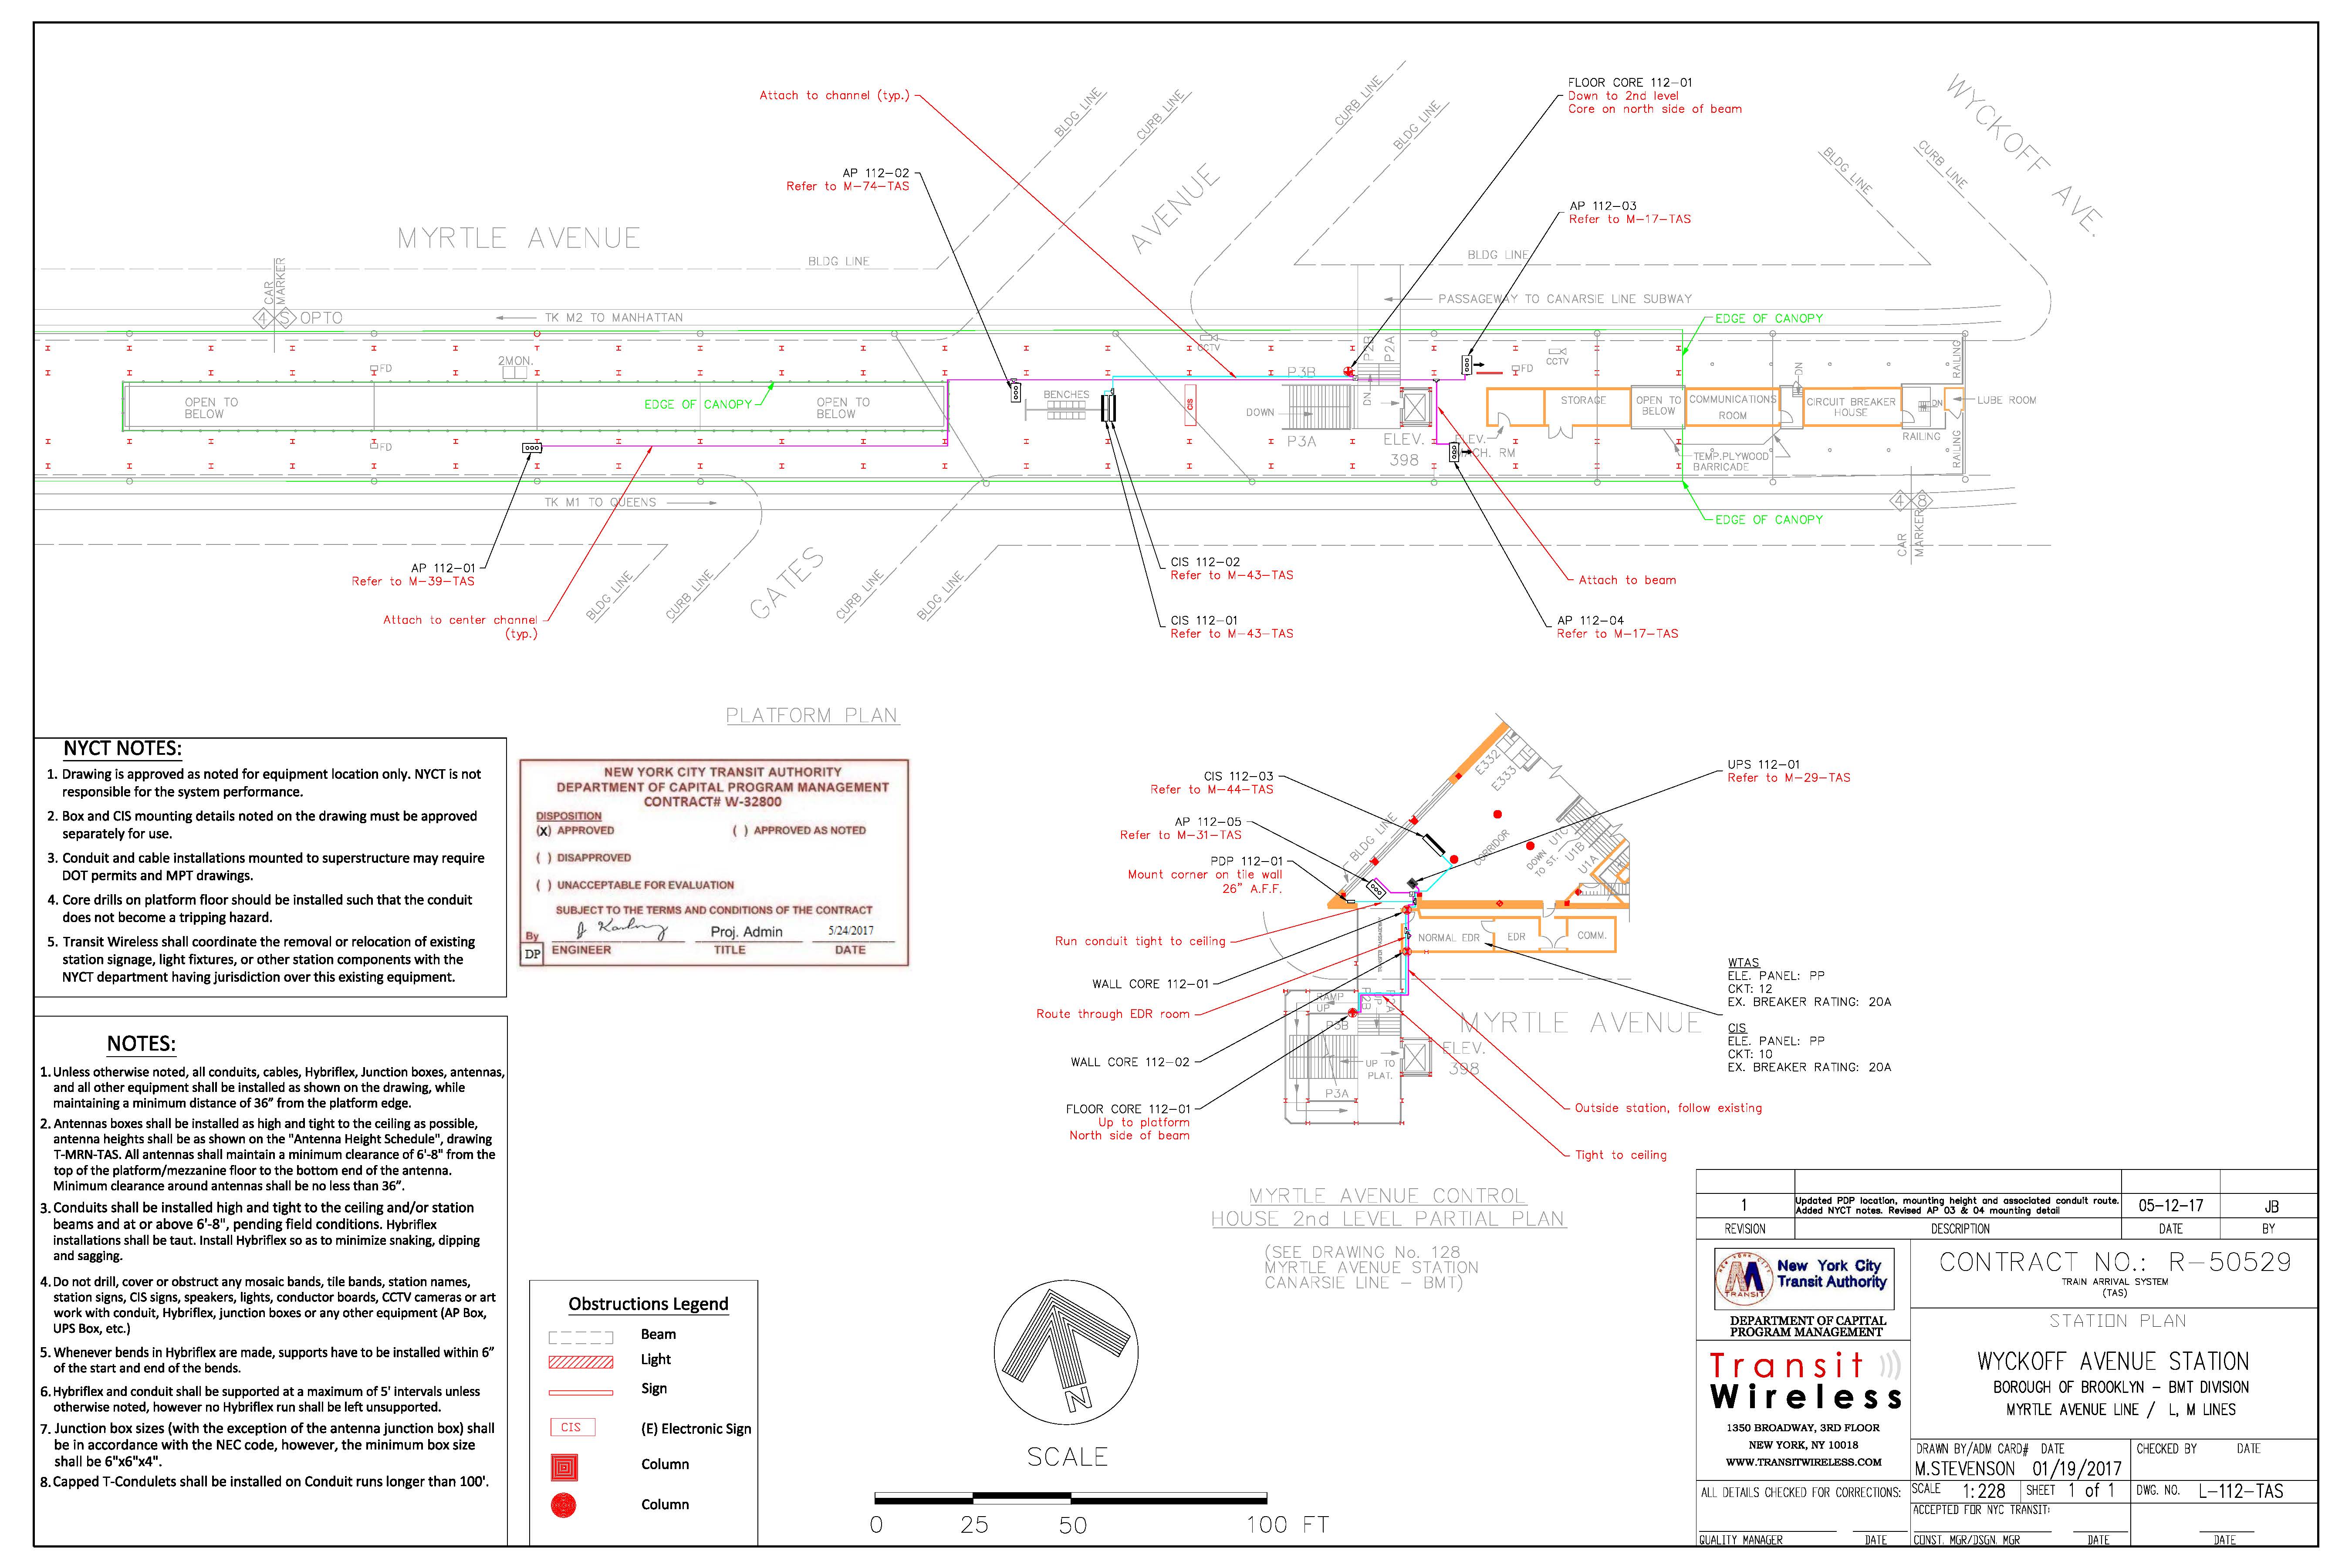 Attach to channel (typ.)
FLOOR CORE 112-01
Down to 2nd level
Core on north side of beam
BLDG LINE
CURB LINE
CURB LINE
BLDG LINE
WYCKOFF AVE.
BLDG LINE
CURB LINE
AP 112-02
Refer to M-74-TAS
AP 112-03
Refer to M-17-TAS
MYRTLE AVENUE
AVENUE
BLDG LINE
BLDG LINE
CAR MARKER
4 S OPTO
TK M2 TO MANHATTAN
PASSAGEWAY TO CANARSIE LINE SUBWAY
EDGE OF CANOPY
CCTV
P2B
P2A
CCTV
2MON.
FD
FD
P3B
DN
RAILING
OPEN TO
BELOW
EDGE OF CANOPY
OPEN TO
BELOW
BENCHES
CIS
DOWN
DN
STORAGE
OPEN TO
BELOW
COMMUNICATIONS
ROOM
CIRCUIT BREAKER
HOUSE
DN
LUBE ROOM
FD
P3A
ELEV.
398
ELEV.
MACH. RM
TEMP.PLYWOOD
BARRICADE
RAILING
RAILING
TK M1 TO QUEENS
4 8
CAR MARKER
EDGE OF CANOPY
AP 112-01
Refer to M-39-TAS
Attach to center channel
(typ.)
BLDG LINE
CURB LINE
GATES
CURB LINE
BLDG LINE
CIS 112-02
Refer to M-43-TAS
CIS 112-01
Refer to M-43-TAS
Attach to beam
AP 112-04
Refer to M-17-TAS
PLATFORM PLAN
NYCT NOTES:
1. Drawing is approved as noted for equipment location only. NYCT is not
responsible for the system performance.
2. Box and CIS mounting details noted on the drawing must be approved
separately for use.
3. Conduit and cable installations mounted to superstructure may require
DOT permits and MPT drawings.
4. Core drills on platform floor should be installed such that the conduit
does not become a tripping hazard.
5. Transit Wireless shall coordinate the removal or relocation of existing
station signage, light fixtures, or other station components with the
NYCT department having jurisdiction over this existing equipment.
NEW YORK CITY TRANSIT AUTHORITY
DEPARTMENT OF CAPITAL PROGRAM MANAGEMENT
CONTRACT# W-32800
DISPOSITION
(X) APPROVED ( ) APPROVED AS NOTED
( ) DISAPPROVED
( ) UNACCEPTABLE FOR EVALUATION
SUBJECT TO THE TERMS AND CONDITIONS OF THE CONTRACT
By Proj. Admin 5/24/2017
DP ENGINEER TITLE DATE
CIS 112-03
Refer to M-44-TAS
AP 112-05
Refer to M-31-TAS
PDP 112-01
Mount corner on tile wall
26" A.F.F.
Run conduit tight to ceiling
WALL CORE 112-01
Route through EDR room
WALL CORE 112-02
FLOOR CORE 112-01
Up to platform
North side of beam
BLDG LINE
E332
E333
CORRIDOR
DOWN
TO ST.
U1C
U1B
U1A
UPS 112-01
Refer to M-29-TAS
NORMAL EDR
EDR
COMM.
WTAS
ELE. PANEL: PP
CKT: 12
EX. BREAKER RATING: 20A
CIS
ELE. PANEL: PP
CKT: 10
EX. BREAKER RATING: 20A
RAMP
UP
P2B
P3B
MYRTLE AVENUE
ELEV.
398
UP TO
PLAT.
P3A
Outside station, follow existing
Tight to ceiling
MYRTLE AVENUE CONTROL
HOUSE 2nd LEVEL PARTIAL PLAN
(SEE DRAWING No. 128
MYRTLE AVENUE STATION
CANARSIE LINE - BMT)
NOTES:
1. Unless otherwise noted, all conduits, cables, Hybriflex, Junction boxes, antennas,
and all other equipment shall be installed as shown on the drawing, while
maintaining a minimum distance of 36” from the platform edge.
2. Antennas boxes shall be installed as high and tight to the ceiling as possible,
antenna heights shall be as shown on the "Antenna Height Schedule", drawing
T-MRN-TAS. All antennas shall maintain a minimum clearance of 6'-8" from the
top of the platform/mezzanine floor to the bottom end of the antenna.
Minimum clearance around antennas shall be no less than 36”.
3. Conduits shall be installed high and tight to the ceiling and/or station
beams and at or above 6'-8", pending field conditions. Hybriflex
installations shall be taut. Install Hybriflex so as to minimize snaking, dipping
and sagging.
4. Do not drill, cover or obstruct any mosaic bands, tile bands, station names,
station signs, CIS signs, speakers, lights, conductor boards, CCTV cameras or art
work with conduit, Hybriflex, junction boxes or any other equipment (AP Box,
UPS Box, etc.)
5. Whenever bends in Hybriflex are made, supports have to be installed within 6”
of the start and end of the bends.
6. Hybriflex and conduit shall be supported at a maximum of 5' intervals unless
otherwise noted, however no Hybriflex run shall be left unsupported.
7. Junction box sizes (with the exception of the antenna junction box) shall
be in accordance with the NEC code, however, the minimum box size
shall be 6"x6"x4".
8. Capped T-Condulets shall be installed on Conduit runs longer than 100'.
Obstructions Legend
Beam
Light
Sign
CIS (E) Electronic Sign
Column
Column
N
SCALE
0 25 50 100 FT
1 Updated PDP location, mounting height and associated conduit route.
Added NYCT notes. Revised AP 03 & 04 mounting detail 05-12-17 JB
REVISION DESCRIPTION DATE BY
New York City
Transit Authority
TRANSIT
DEPARTMENT OF CAPITAL
PROGRAM MANAGEMENT
Transit
Wireless
1350 BROADWAY, 3RD FLOOR
NEW YORK, NY 10018
WWW.TRANSITWIRELESS.COM
ALL DETAILS CHECKED FOR CORRECTIONS:
QUALITY MANAGER DATE
CONTRACT NO.: R-50529
TRAIN ARRIVAL SYSTEM
(TAS)
STATION PLAN
WYCKOFF AVENUE STATION
BOROUGH OF BROOKLYN - BMT DIVISION
MYRTLE AVENUE LINE / L, M LINES
DRAWN BY/ADM CARD# DATE CHECKED BY DATE
M.STEVENSON 01/19/2017
SCALE 1:228 SHEET 1 of 1 DWG. NO. L-112-TAS
ACCEPTED FOR NYC TRANSIT:
CONST. MGR/DSGN. MGR DATE DATE